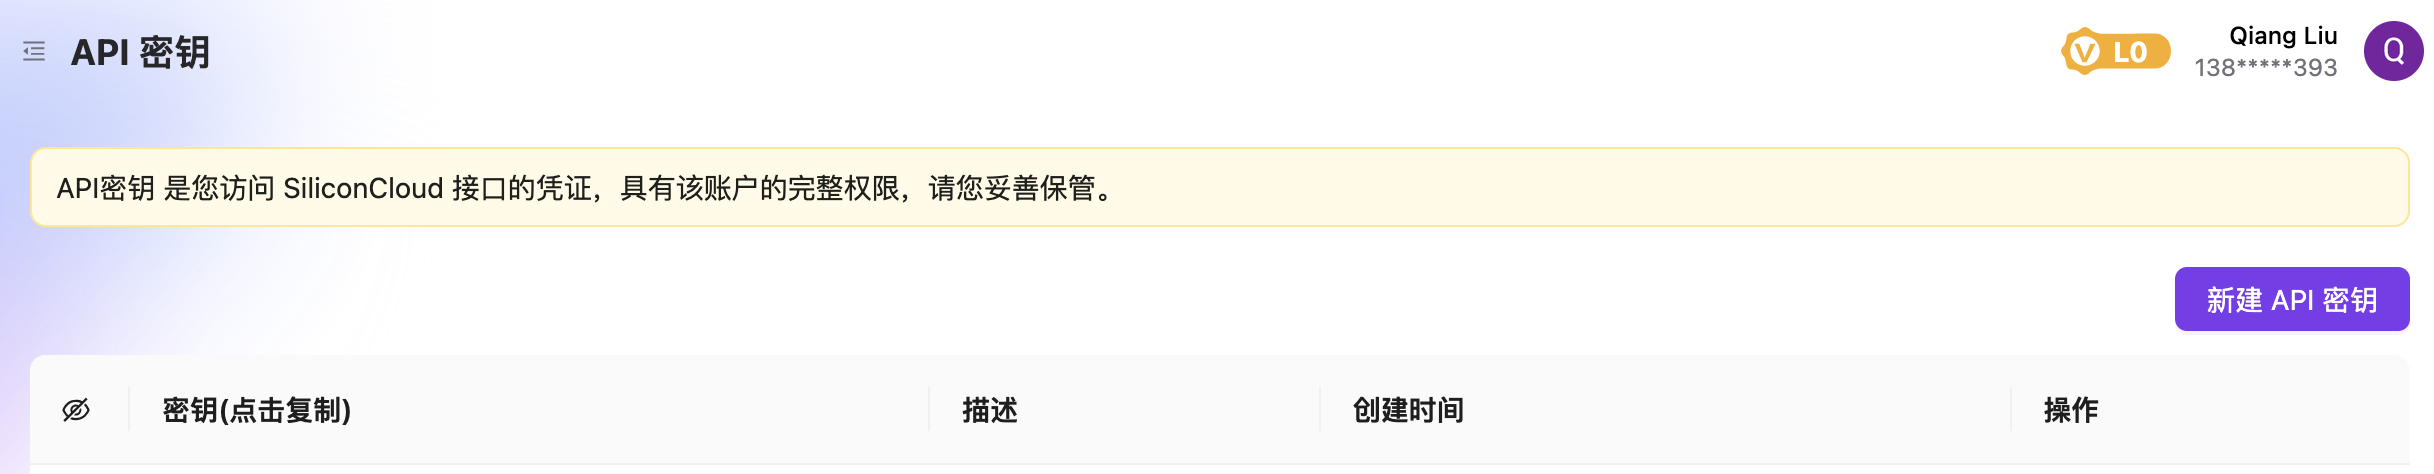 API 密钥
V L0
Qiang Liu
138*****393
Q
API密钥 是您访问 SiliconCloud 接口的凭证，具有该账户的完整权限，请您妥善保管。
新建 API 密钥
密钥(点击复制) 描述 创建时间 操作